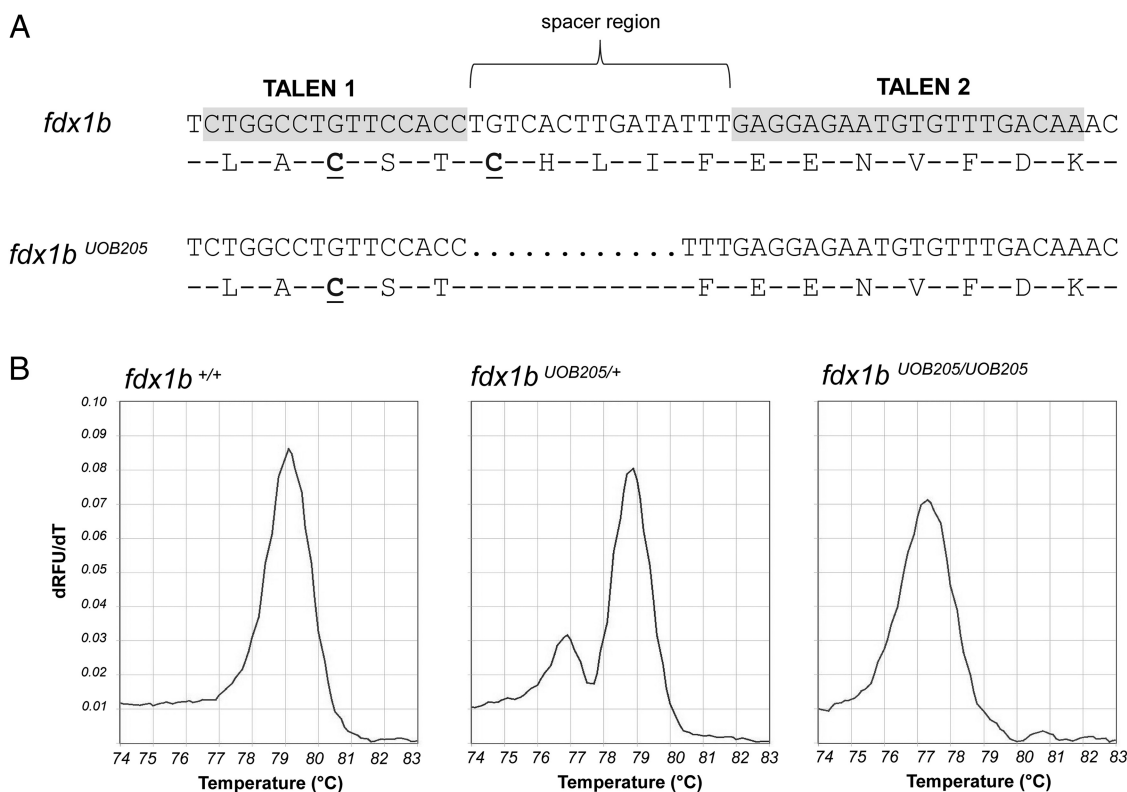 A
spacer region
TALEN 1
TALEN 2
fdx1b TCTGGCCTGTTCCACCTGTCACTTGATATTTGAGGAGAATGTGTTTGACAAAC
--L--A--C--S--T--C--H--L--I--F--E--E--N--V--F--D--K--
fdx1b UOB205 TCTGGCCTGTTCCACC............TTTGAGGAGAATGTGTTTGACAAAC
--L--A--C--S--T--------------F--E--E--N--V--F--D--K--
B
fdx1b +/+
fdx1b UOB205/+
fdx1b UOB205/UOB205
dRFU/dT
0.10
0.09
0.08
0.07
0.06
0.05
0.04
0.03
0.02
0.01
74 75 76 77 78 79 80 81 82 83
74 75 76 77 78 79 80 81 82 83
74 75 76 77 78 79 80 81 82 83
Temperature (°C)
Temperature (°C)
Temperature (°C)